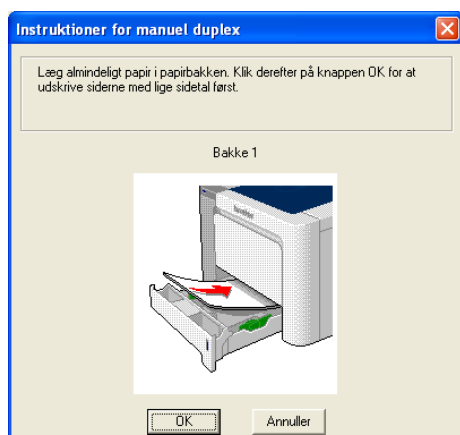 Instruktioner for manuel duplex
Læg almindeligt papir i papirbakken. Klik derefter på knappen OK for at
udskrive siderne med lige sidetal først.
Bakke 1
brother
OK
Annuller